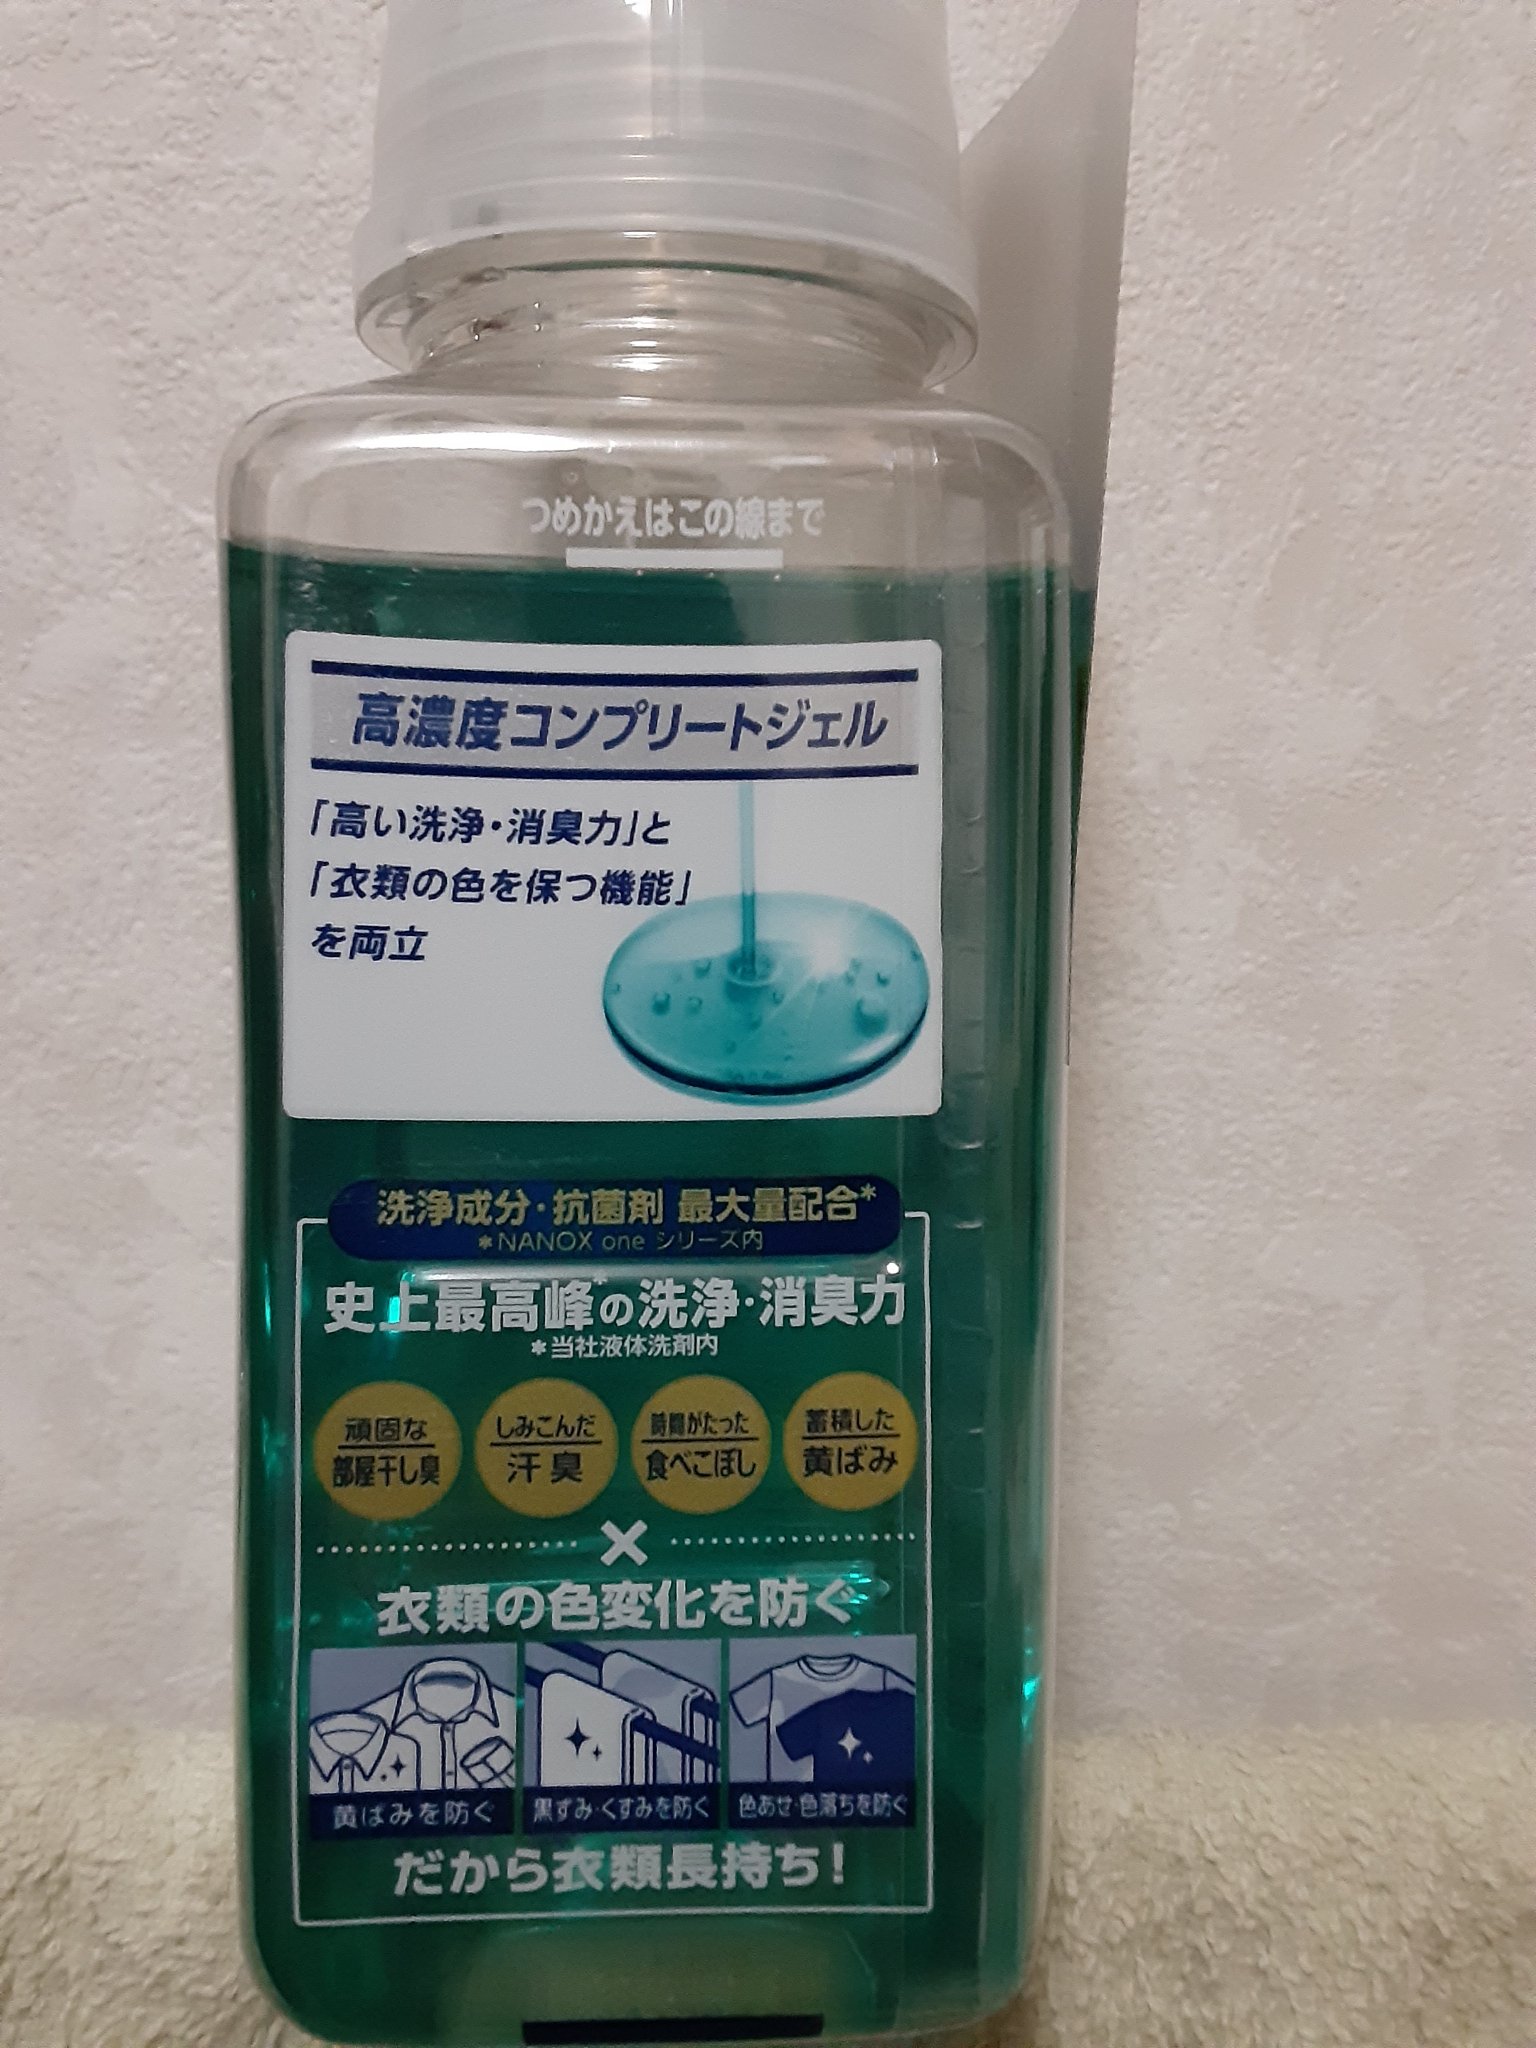 つめかえはこの線まで
高濃度コンプリートジェル
「高い洗浄・消臭力」と
「衣類の色を保つ機能」
を両立
洗浄成分・抗菌剤 最大量配合*
*NANOX one シリーズ内
史上最高峰*の洗浄・消臭力
*当社液体洗剤内
頑固な
部屋干し臭
しみこんだ
汗臭
時間がたった
食べこぼし
蓄積した
黄ばみ
×
衣類の色変化を防ぐ
黄ばみを防ぐ
黒ずみ・くすみを防ぐ
色あせ・色落ちを防ぐ
だから衣類長持ち!